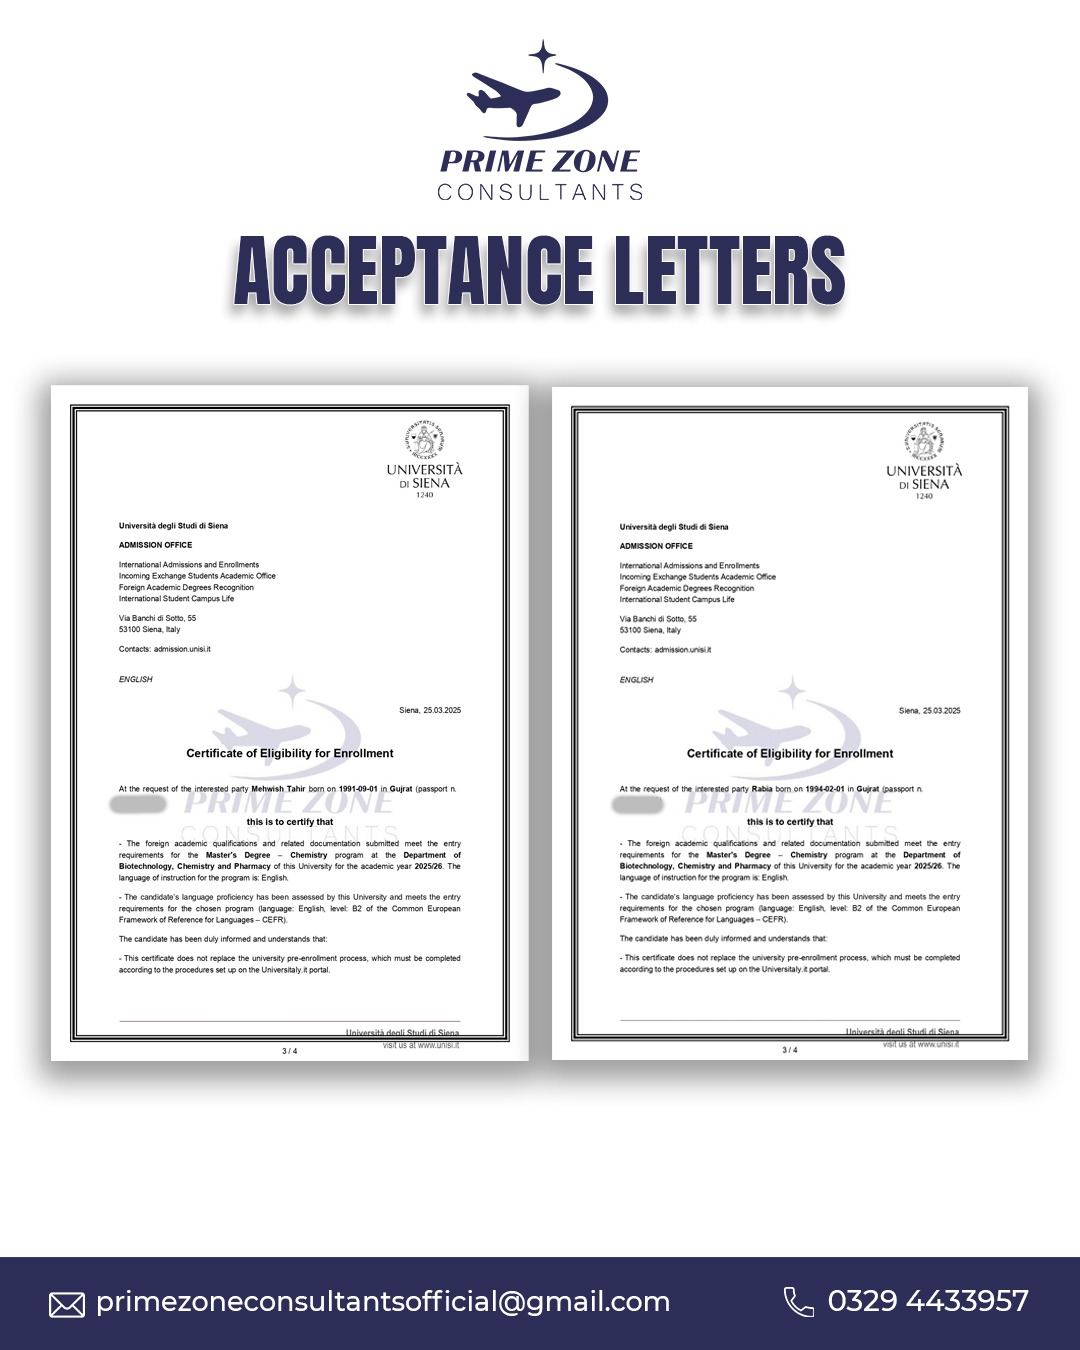 PRIME ZONE
CONSULTANTS
ACCEPTANCE LETTERS
UNIVERSITÀ
DI SIENA
1240
Università degli Studi di Siena
ADMISSION OFFICE
International Admissions and Enrollments
Incoming Exchange Students Academic Office
Foreign Academic Degrees Recognition
International Student Campus Life
Via Banchi di Sotto, 55
53100 Siena, Italy
Contacts: admission.unisi.it
ENGLISH
Siena, 25.03.2025
Certificate of Eligibility for Enrollment
At the request of the interested party Mehwish Tahir born on 1991-09-01 in Gujrat (passport n.
PRIME ZONE
CONSULTANTS
this is to certify that
- The foreign academic qualifications and related documentation submitted meet the entry
requirements for the Master's Degree – Chemistry program at the Department of
Biotechnology, Chemistry and Pharmacy of this University for the academic year 2025/26. The
language of instruction for the program is: English.
- The candidate's language proficiency has been assessed by this University and meets the entry
requirements for the chosen program (language: English, level: B2 of the Common European
Framework of Reference for Languages – CEFR).
The candidate has been duly informed and understands that:
- This certificate does not replace the university pre-enrollment process, which must be completed
according to the procedures set up on the Universitaly.it portal.
Università degli Studi di Siena
visit us at www.unisi.it
3 / 4
UNIVERSITÀ
DI SIENA
1240
Università degli Studi di Siena
ADMISSION OFFICE
International Admissions and Enrollments
Incoming Exchange Students Academic Office
Foreign Academic Degrees Recognition
International Student Campus Life
Via Banchi di Sotto, 55
53100 Siena, Italy
Contacts: admission.unisi.it
ENGLISH
Siena, 25.03.2025
Certificate of Eligibility for Enrollment
At the request of the interested party Rabia born on 1994-02-01 in Gujrat (passport n.
PRIME ZONE
CONSULTANTS
this is to certify that
- The foreign academic qualifications and related documentation submitted meet the entry
requirements for the Master's Degree – Chemistry program at the Department of
Biotechnology, Chemistry and Pharmacy of this University for the academic year 2025/26. The
language of instruction for the program is: English.
- The candidate's language proficiency has been assessed by this University and meets the entry
requirements for the chosen program (language: English, level: B2 of the Common European
Framework of Reference for Languages – CEFR).
The candidate has been duly informed and understands that:
- This certificate does not replace the university pre-enrollment process, which must be completed
according to the procedures set up on the Universitaly.it portal.
Università degli Studi di Siena
visit us at www.unisi.it
3 / 4
primezoneconsultantsofficial@gmail.com
0329 4433957